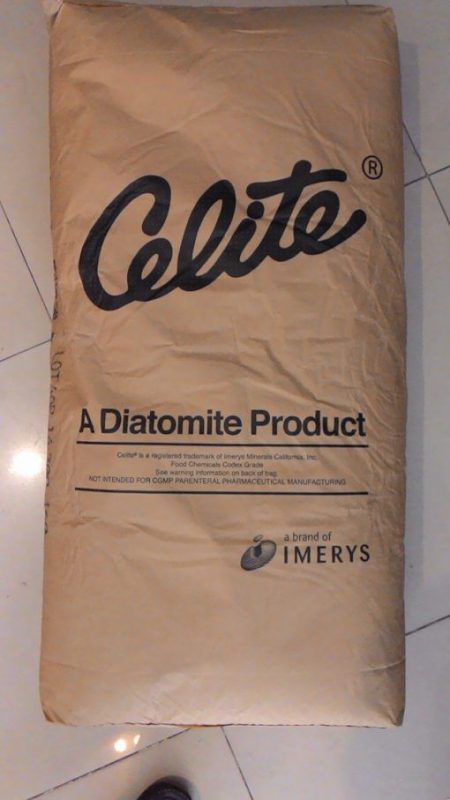 Celite®
A Diatomite Product
Celite® is a registered trademark of Imerys Minerals California, Inc.
Food Chemicals Codex Grade
See warning information on back of bag.
NOT INTENDED FOR CGMP PARENTERAL PHARMACEUTICAL MANUFACTURING
a brand of
IMERYS
LOT